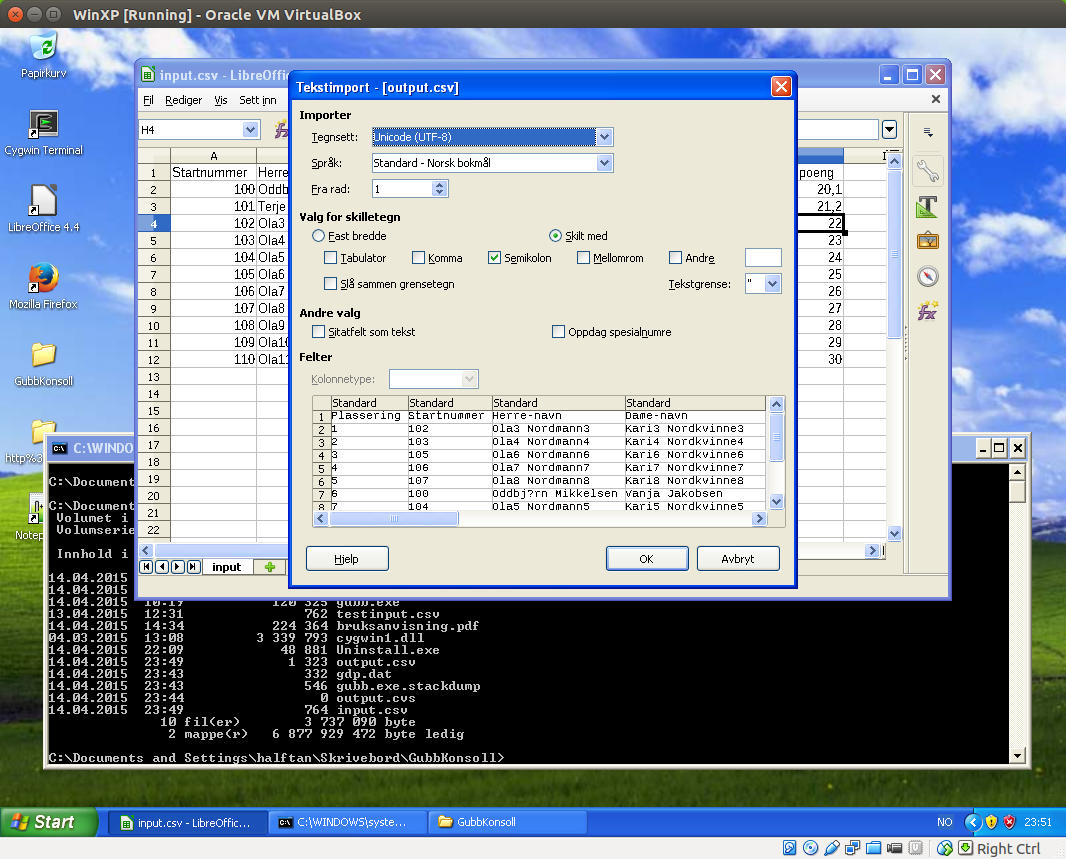 WinXP [Running] - Oracle VM VirtualBox
Papirkurv
Cygwin Terminal
LibreOffice 4.4
Mozilla Firefox
GubbKonsoll
http%3
Notep
input.csv - LibreOffi
Fil Rediger Vis Sett inn
H4
A
1 Startnummer Herre poeng
2 100 Oddb 20,1
3 101 Terje 21,2
4 102 Ola3 22
5 103 Ola4 23
6 104 Ola5 24
7 105 Ola6 25
8 106 Ola7 26
9 107 Ola8 27
10 108 Ola9 28
11 109 Ola10 29
12 110 Ola11 30
13
14
15
16
17
18
19
20
21
22
input
Tekstimport - [output.csv]
Importer
Tegnsett: Unicode (UTF-8)
Språk: Standard - Norsk bokmål
Fra rad: 1
Valg for skilletegn
Fast bredde Skilt med
Tabulator Komma Semikolon Mellomrom Andre
Slå sammen grensetegn Tekstgrense: "
Andre valg
Sitatfelt som tekst Oppdag spesialnumre
Felter
Kolonnetype:
Standard Standard Standard Standard
1 Plassering Startnummer Herre-navn Dame-navn
2 1 102 Ola3 Nordmann3 Kari3 Nordkvinne3
3 2 103 Ola4 Nordmann4 Kari4 Nordkvinne4
4 3 105 Ola6 Nordmann6 Kari6 Nordkvinne6
5 4 106 Ola7 Nordmann7 Kari7 Nordkvinne7
6 5 107 Ola8 Nordmann8 Kari8 Nordkvinne8
7 6 100 Oddbj?rn Mikkelsen Vanja Jakobsen
8 7 104 Ola5 Nordmann5 Kari5 Nordkvinne5
Hjelp OK Avbryt
C:\WINDO
C:\Document
C:\Document
Volumet i
Volumserie
Innhold i
14.04.2015
14.04.2015
14.04.2015 10:19 120 325 gubb.exe
13.04.2015 12:31 762 testinput.csv
14.04.2015 14:34 224 364 bruksanvisning.pdf
04.03.2015 13:08 3 339 793 cygwin1.dll
14.04.2015 22:09 48 881 Uninstall.exe
14.04.2015 23:49 1 323 output.csv
14.04.2015 23:43 332 gdp.dat
14.04.2015 23:43 546 gubb.exe.stackdump
14.04.2015 23:44 0 output.cvs
14.04.2015 23:49 764 input.csv
10 fil(er) 3 737 090 byte
2 mappe(r) 6 877 929 472 byte ledig
C:\Documents and Settings\halftan\Skrivebord\GubbKonsoll>
Start input.csv - LibreOffic... C:\WINDOWS\syste... GubbKonsoll NO 23:51
Right Ctrl